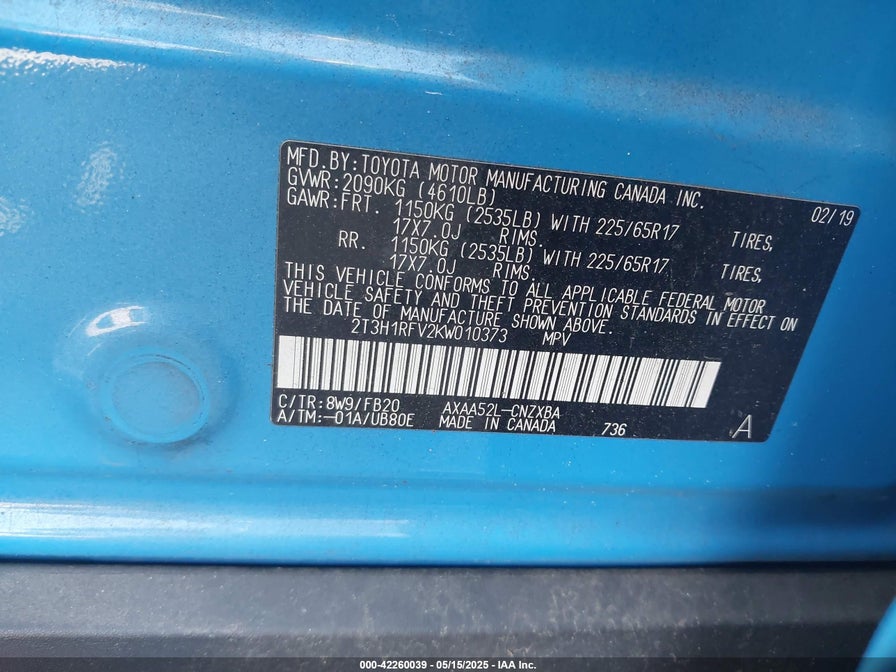 MFD.BY:TOYOTA MOTOR MANUFACTURING CANADA INC.
GVWR:2090KG (4610LB) 02/19
GAWR:FRT. 1150KG (2535LB) WITH 225/65R17 TIRES,
17X7.0J RIMS.
RR. 1150KG (2535LB) WITH 225/65R17 TIRES,
17X7.0J RIMS.
THIS VEHICLE CONFORMS TO ALL APPLICABLE FEDERAL MOTOR
VEHICLE SAFETY AND THEFT PREVENTION STANDARDS IN EFFECT ON
THE DATE OF MANUFACTURE SHOWN ABOVE.
2T3H1RFV2KW010373 MPV
C/TR:8W9/FB20 AXAA52L-CNZXBA
A/TM:-01A/UB80E MADE IN CANADA 736 A
000-42260039 - 05/15/2025 - IAA Inc.